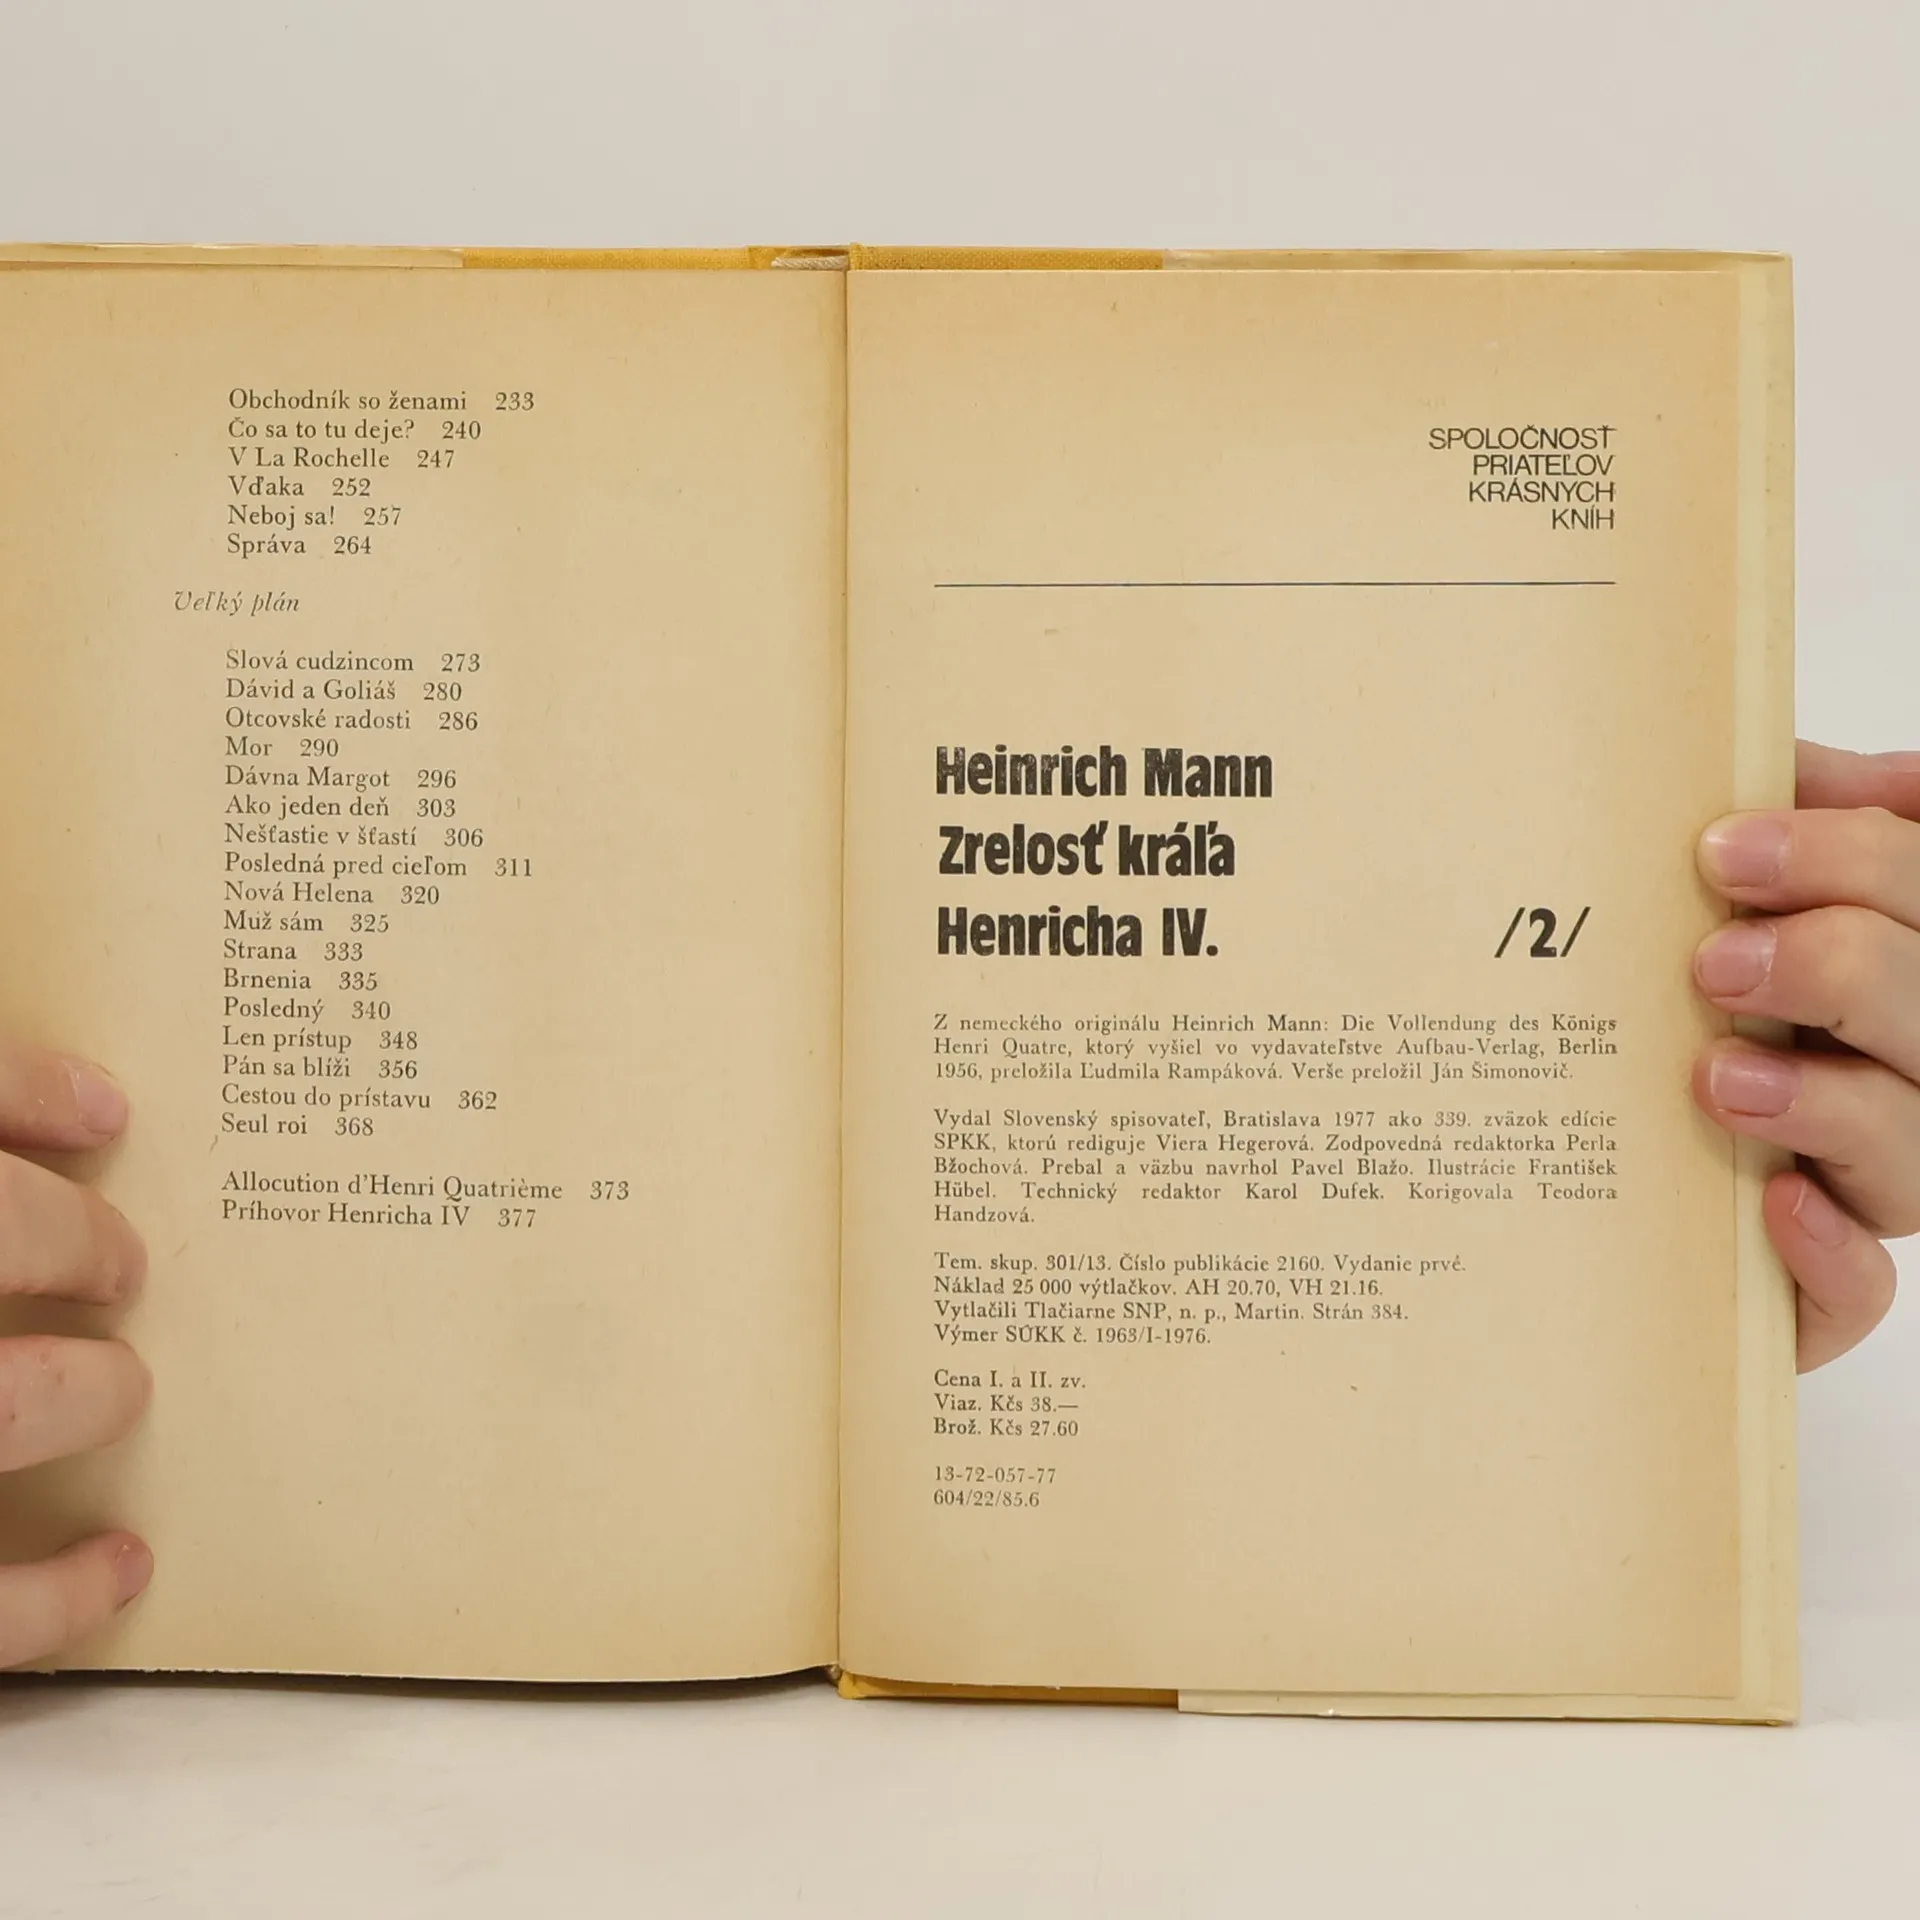 Obchodník so ženami 233
Čo sa to tu deje? 240
V La Rochelle 247
Vďaka 252
Neboj sa! 257
Správa 264
Veľký plán
Slová cudzincom 273
Dávid a Goliáš 280
Otcovské radosti 286
Mor 290
Dávna Margot 296
Ako jeden deň 303
Nešťastie v šťastí 306
Posledná pred cieľom 311
Nová Helena 320
Muž sám 325
Strana 333
Brnenia 335
Posledný 340
Len prístup 348
Pán sa blíži 356
Cestou do prístavu 362
Seul roi 368
Allocution d'Henri Quatrième 373
Príhovor Henricha IV 377
SPOLOČNOSŤ
PRIATEĽOV
KRÁSNYCH
KNÍH
Heinrich Mann
Zrelosť kráľa
Henricha IV. /2/
Z nemeckého originálu Heinrich Mann: Die Vollendung des Königs
Henri Quatre, ktorý vyšiel vo vydavateľstve Aufbau-Verlag, Berlin
1956, preložila Ľudmila Rampáková. Verše preložil Ján Šimonovič.
Vydal Slovenský spisovateľ, Bratislava 1977 ako 339. zväzok edície
SPKK, ktorú rediguje Viera Hegerová. Zodpovedná redaktorka Perla
Bžochová. Prebal a väzbu navrhol Pavel Blažo. Ilustrácie František
Hübel. Technický redaktor Karol Dufek. Korigovala Teodora
Handzová.
Tem. skup. 301/13. Číslo publikácie 2160. Vydanie prvé.
Náklad 25 000 výtlačkov. AH 20.70, VH 21.16.
Vytlačili Tlačiarne SNP, n. p., Martin. Strán 384.
Výmer SÚKK č. 1963/I-1976.
Cena I. a II. zv.
Viaz. Kčs 38.—
Brož. Kčs 27.60
13-72-057-77
604/22/85.6